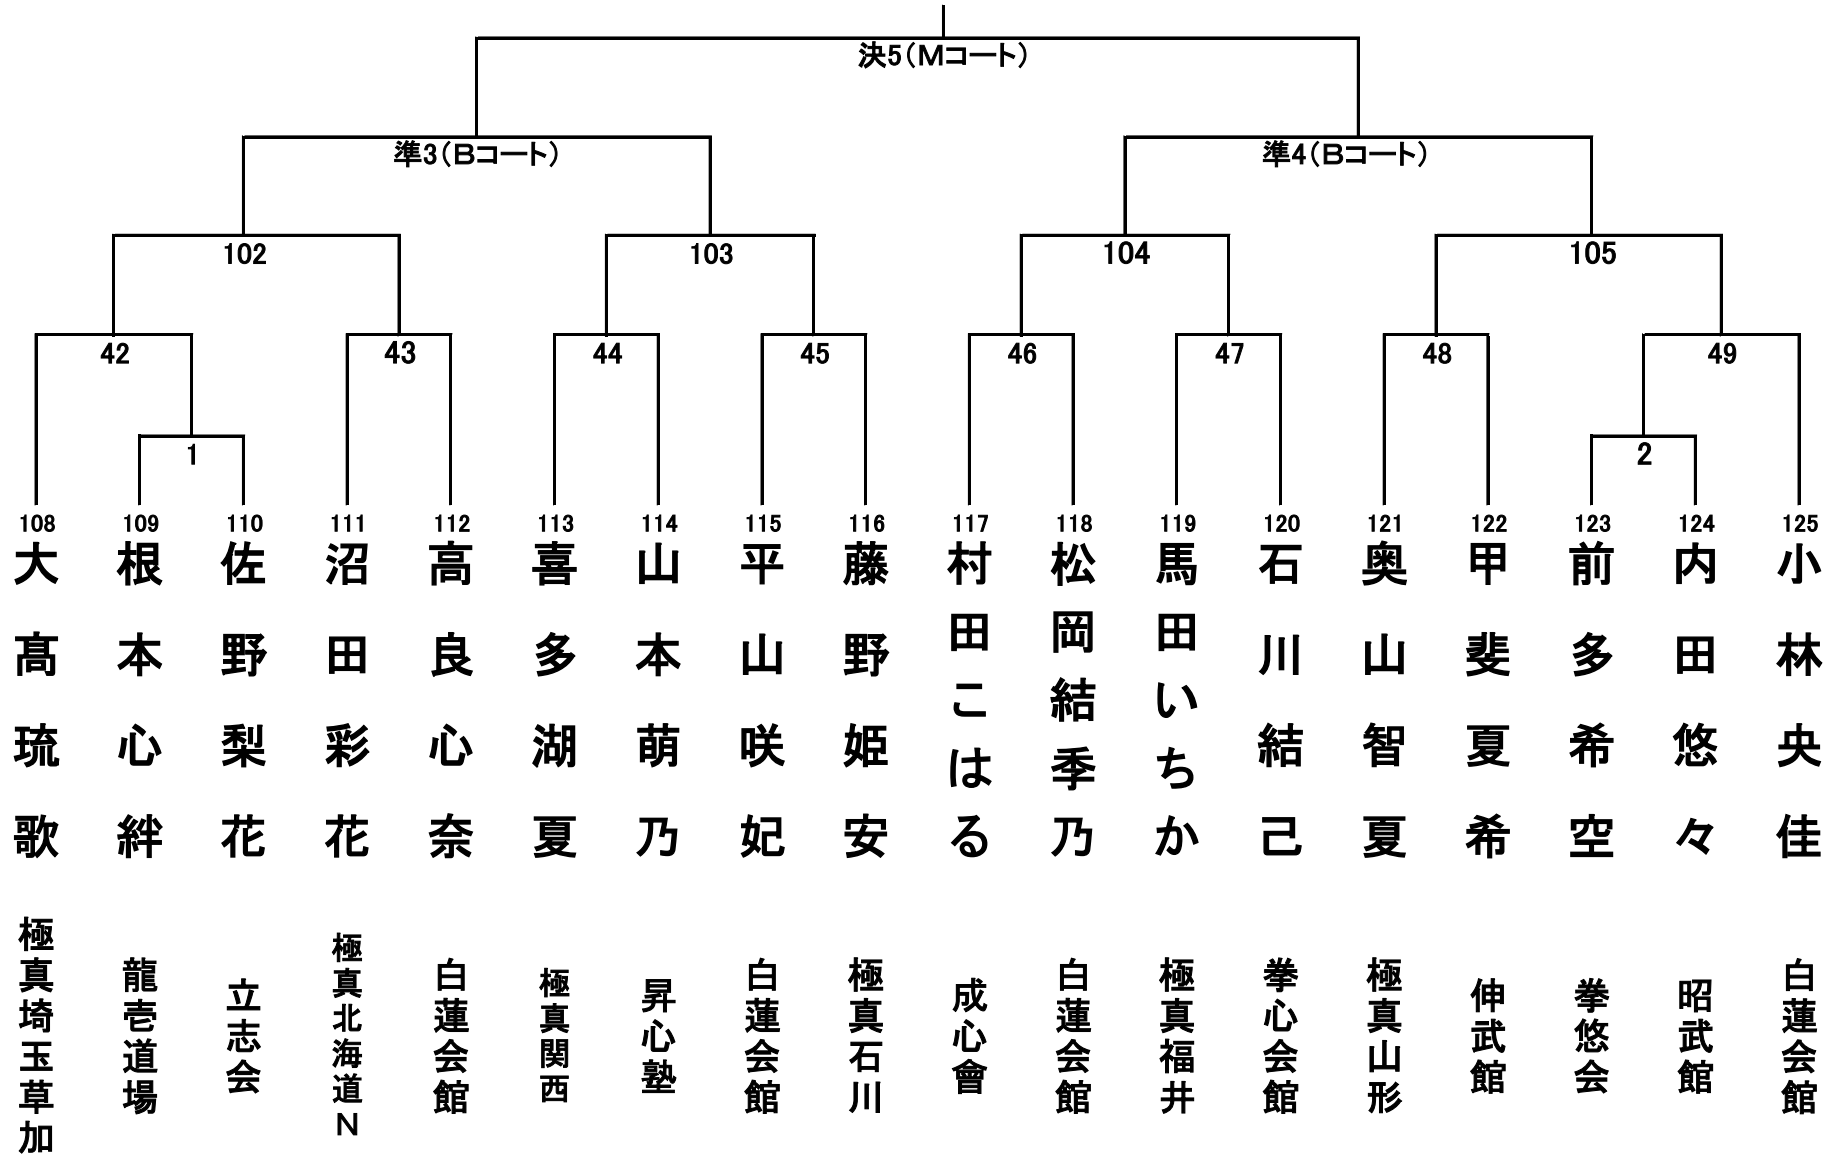 決5（Mコート）
準3（Bコート）
準4（Bコート）
102
103
104
105
42
43
44
45
46
47
48
49
1
2
108
大髙琉歌
極真埼玉草加
109
根本心絆
龍壱道場
110
佐野梨花
立志会
111
沼田彩花
極真北海道N
112
高良心奈
白蓮会館
113
喜多湖夏
極真関西
114
山本萌乃
昇心塾
115
平山咲妃
白蓮会館
116
藤野姫安
極真石川
117
村田こはる
成心會
118
松岡結季乃
白蓮会館
119
馬田いちか
極真福井
120
石川結己
拳心会館
121
奥山智夏
極真山形
122
甲斐夏希
伸武館
123
前多希空
拳悠会
124
内田悠々
昭武館
125
小林央佳
白蓮会館